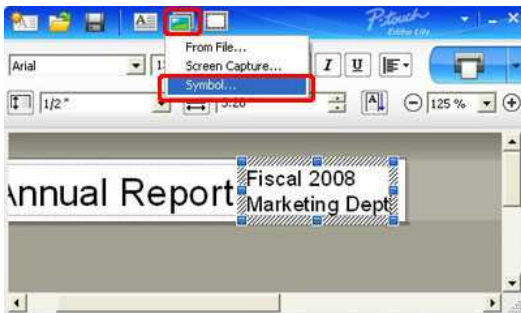 P-touch
Editor Lite
From File...
Screen Capture...
Symbol...
Arial
I U
1/2 "
125 %
Annual Report
Fiscal 2008
Marketing Dept